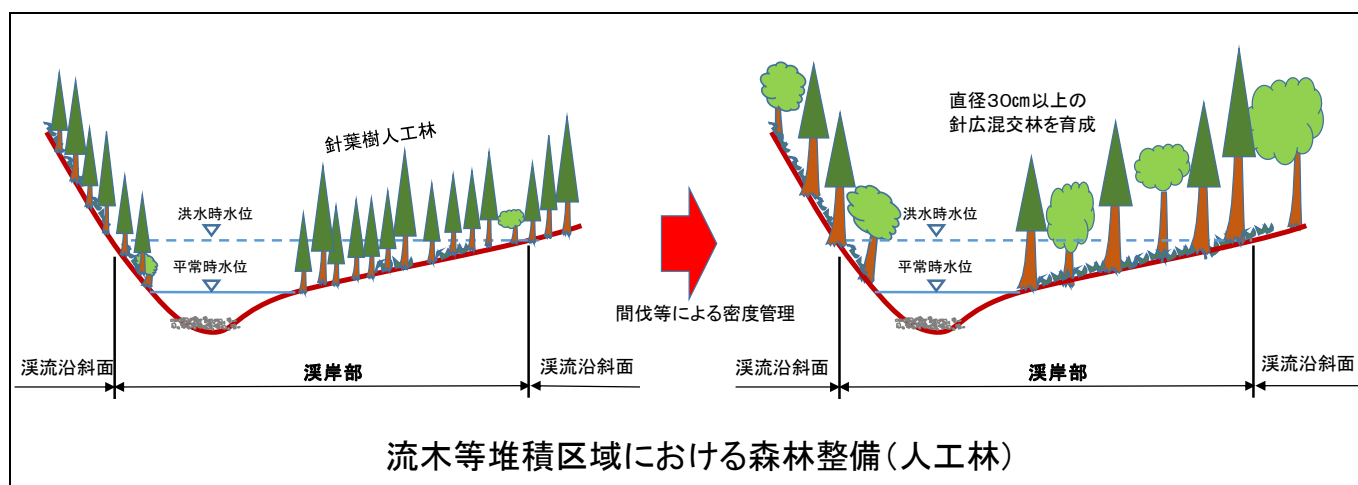 針葉樹人工林
洪水時水位
平常時水位
渓流沿斜面
渓岸部
渓流沿斜面
間伐等による密度管理
直径30cm以上の
針広混交林を育成
洪水時水位
平常時水位
渓流沿斜面
渓岸部
渓流沿斜面
流木等堆積区域における森林整備(人工林)